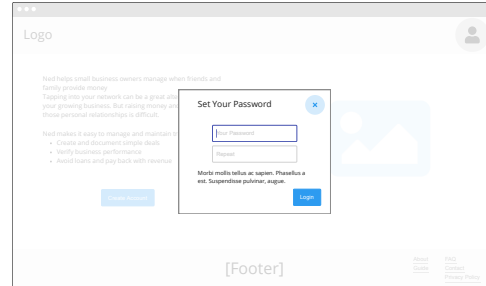 Logo
Ned helps small business owners manage when friends and
family provide money
Tapping into your network can be a great
your growing business. But raising money
those personal relationships is difficult.
Ned makes it easy to manage and maintain
• Create and document simple deals
• Verify business performance
• Avoid loans and pay back with revenue
Create Account
Set Your Password
×
Your Password
Repeat
Morbi mollis tellus ac sapien. Phasellus a
est. Suspendisse pulvinar, augue.
Login
[Footer]
About
FAQ
Contact
Privacy Policy